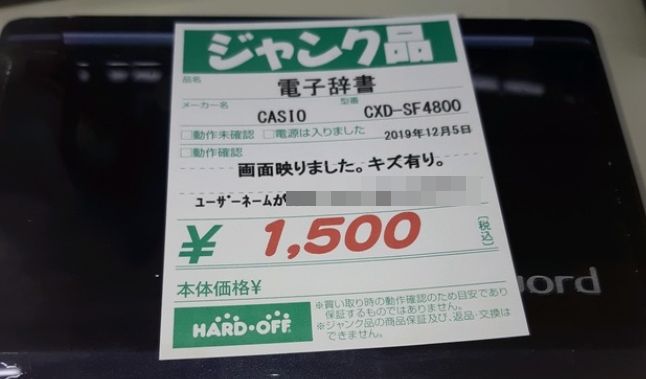 ジャンク品
品名
電子辞書
メーカー名 CASIO 型番 CXD-SF4800
□動作未確認 □電源は入りました 2019年12月5日
□動作確認
画面映りました。キズ有り。
ユーザーネームが
¥ 1,500 〔税込〕
本体価格¥
HARD・OFF
※買い取り時の動作確認のため目安であり
保証するものではありません。
※ジャンク品の商品保証及び、返品・交換は
できません。
word